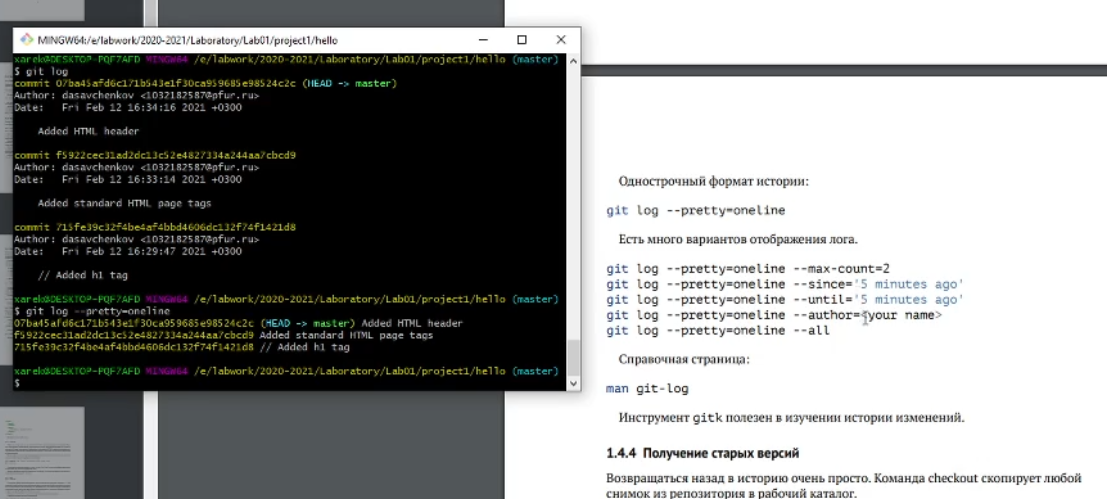 MINGW64:/e/labwork/2020-2021/Laboratory/Lab01/project1/hello
xarek@DESKTOP-PQF7AFD MINGW64 /e/labwork/2020-2021/Laboratory/Lab01/project1/hello (master)
$ git log
commit 07ba45afd6c171b543e1f30ca959685e98524c2c (HEAD -> master)
Author: dasavchenkov <1032182587@pfur.ru>
Date:   Fri Feb 12 16:34:16 2021 +0300
Added HTML header
commit f5922cec31ad2dc13c52e4827334a244aa7cbcd9
Author: dasavchenkov <1032182587@pfur.ru>
Date:   Fri Feb 12 16:33:14 2021 +0300
Added standard HTML page tags
commit 715fe39c32f4be4af4bbd4606dc132f74f1421d8
Author: dasavchenkov <1032182587@pfur.ru>
Date:   Fri Feb 12 16:29:47 2021 +0300
// Added h1 tag
xarek@DESKTOP-PQF7AFD MINGW64 /e/labwork/2020-2021/Laboratory/Lab01/project1/hello (master)
$ git log --pretty=oneline
07ba45afd6c171b543e1f30ca959685e98524c2c (HEAD -> master) Added HTML header
f5922cec31ad2dc13c52e4827334a244aa7cbcd9 Added standard HTML page tags
715fe39c32f4be4af4bbd4606dc132f74f1421d8 // Added h1 tag
xarek@DESKTOP-PQF7AFD MINGW64 /e/labwork/2020-2021/Laboratory/Lab01/project1/hello (master)
$
Однострочный формат истории:
git log --pretty=oneline
Есть много вариантов отображения лога.
git log --pretty=oneline --max-count=2
git log --pretty=oneline --since='5 minutes ago'
git log --pretty=oneline --until='5 minutes ago'
git log --pretty=oneline --author=<your name>
git log --pretty=oneline --all
Справочная страница:
man git-log
Инструмент gitk полезен в изучении истории изменений.
1.4.4 Получение старых версий
Возвращаться назад в историю очень просто. Команда checkout скопирует любой
снимок из репозитория в рабочий каталог.